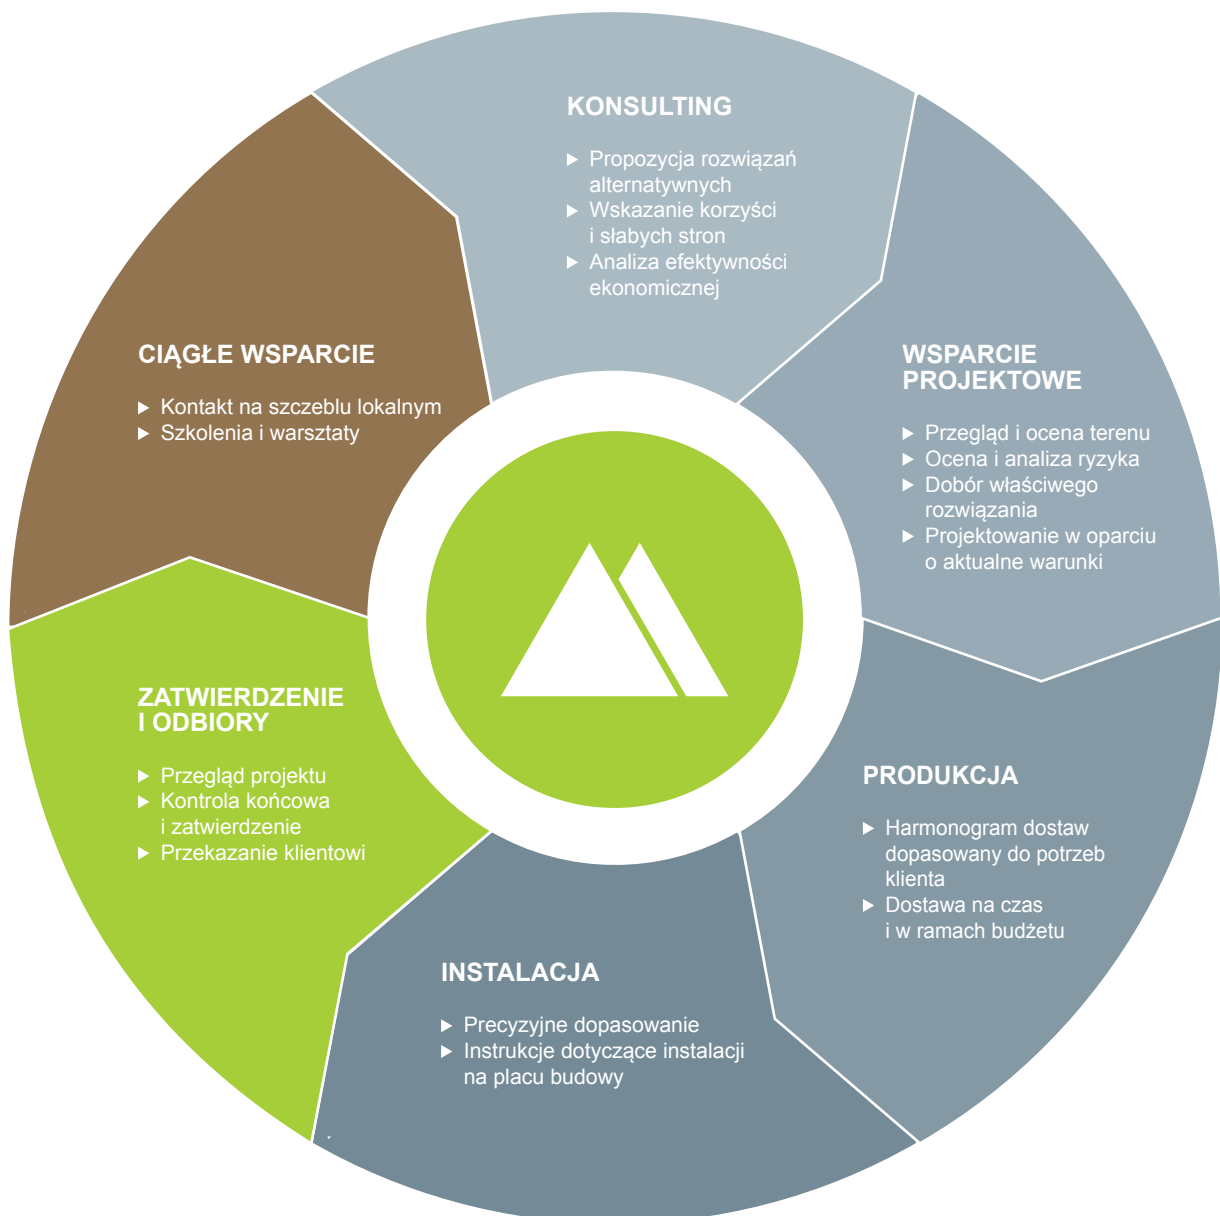 KONSULTING
► Propozycja rozwiązań
alternatywnych
► Wskazanie korzyści
i słabych stron
► Analiza efektywności
ekonomicznej
WSPARCIE
PROJEKTOWE
► Przegląd i ocena terenu
► Ocena i analiza ryzyka
► Dobór właściwego
rozwiązania
► Projektowanie w oparciu
o aktualne warunki
PRODUKCJA
► Harmonogram dostaw
dopasowany do potrzeb
klienta
► Dostawa na czas
i w ramach budżetu
INSTALACJA
► Precyzyjne dopasowanie
► Instrukcje dotyczące instalacji
na placu budowy
ZATWIERDZENIE
I ODBIORY
► Przegląd projektu
► Kontrola końcowa
i zatwierdzenie
► Przekazanie klientowi
CIĄGŁE WSPARCIE
► Kontakt na szczeblu lokalnym
► Szkolenia i warsztaty